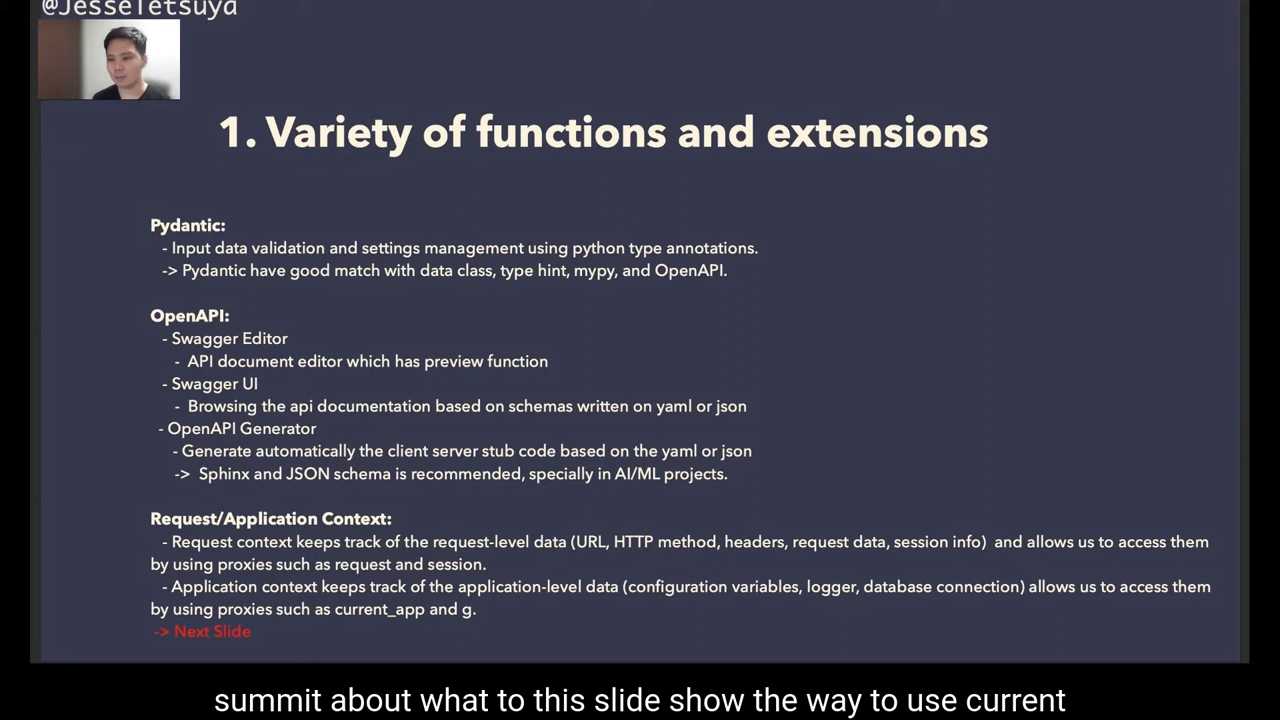 @JesseTetsuya
1. Variety of functions and extensions
Pydantic:
- Input data validation and settings management using python type annotations.
-> Pydantic have good match with data class, type hint, mypy, and OpenAPI.
OpenAPI:
- Swagger Editor
- API document editor which has preview function
- Swagger UI
- Browsing the api documentation based on schemas written on yaml or json
- OpenAPI Generator
- Generate automatically the client server stub code based on the yaml or json
-> Sphinx and JSON schema is recommended, specially in AI/ML projects.
Request/Application Context:
- Request context keeps track of the request-level data (URL, HTTP method, headers, request data, session info) and allows us to access them
by using proxies such as request and session.
- Application context keeps track of the application-level data (configuration variables, logger, database connection) allows us to access them
by using proxies such as current_app and g.
-> Next Slide
summit about what to this slide show the way to use current